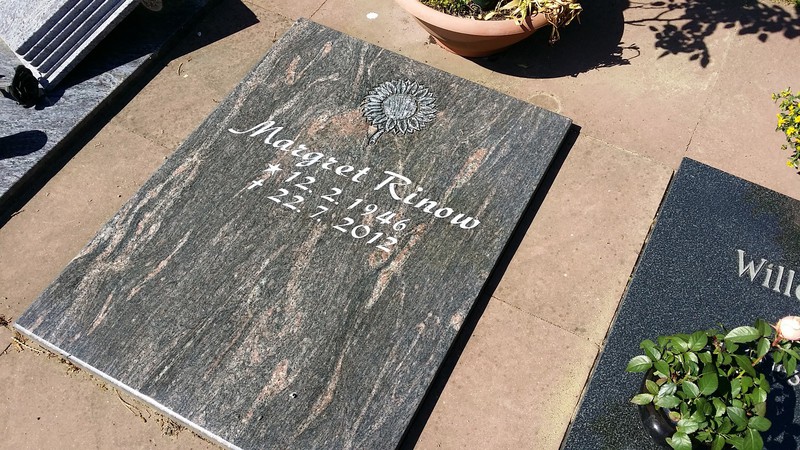 Margret Rinow
* 12. 2. 1946
† 22. 7. 2012